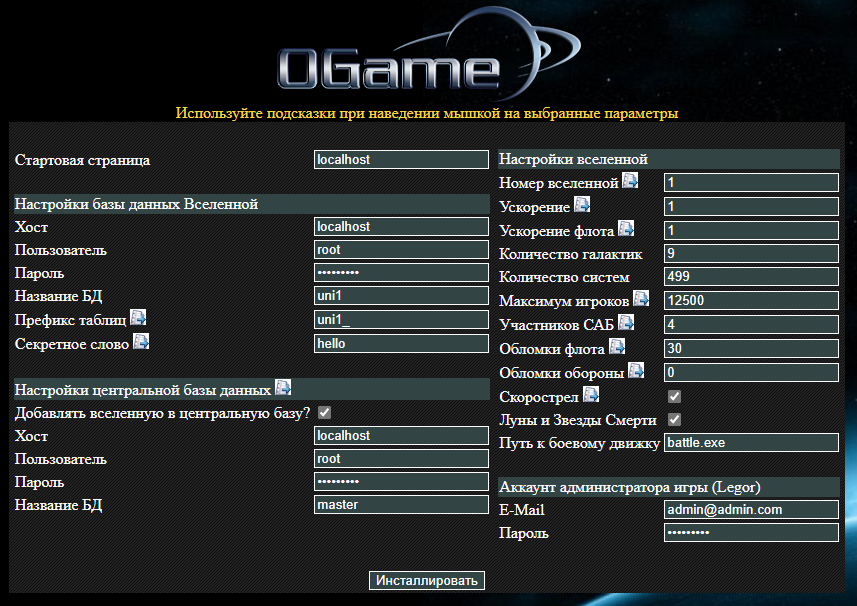 OGame
Используйте подсказки при наведении мышкой на выбранные параметры
Стартовая страница localhost
Настройки базы данных Вселенной
Хост localhost
Пользователь root
Пароль •••••••••
Название БД uni1
Префикс таблиц uni1_
Секретное слово hello
Настройки центральной базы данных
Добавлять вселенную в центральную базу?
Хост localhost
Пользователь root
Пароль •••••••••
Название БД master
Настройки вселенной
Номер вселенной 1
Ускорение 1
Ускорение флота 1
Количество галактик 9
Количество систем 499
Максимум игроков 12500
Участников САБ 4
Обломки флота 30
Обломки обороны 0
Скорострел
Луны и Звезды Смерти
Путь к боевому движку battle.exe
Аккаунт администратора игры (Legor)
E-Mail admin@admin.com
Пароль •••••••••
Инсталлировать